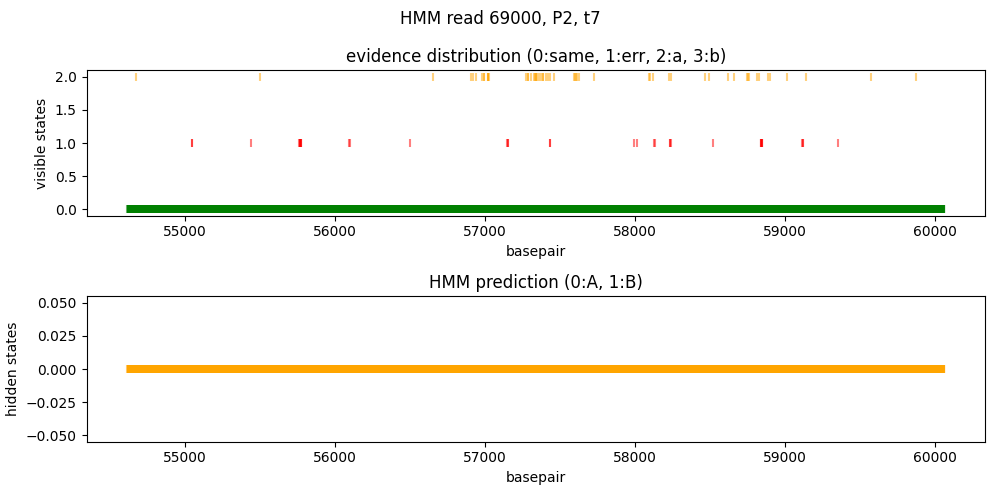 HMM read 69000, P2, t7
evidence distribution (0:same, 1:err, 2:a, 3:b)
visible states
2.0
1.5
1.0
0.5
0.0
55000 56000 57000 58000 59000 60000
basepair
HMM prediction (0:A, 1:B)
hidden states
0.050
0.025
0.000
−0.025
−0.050
55000 56000 57000 58000 59000 60000
basepair